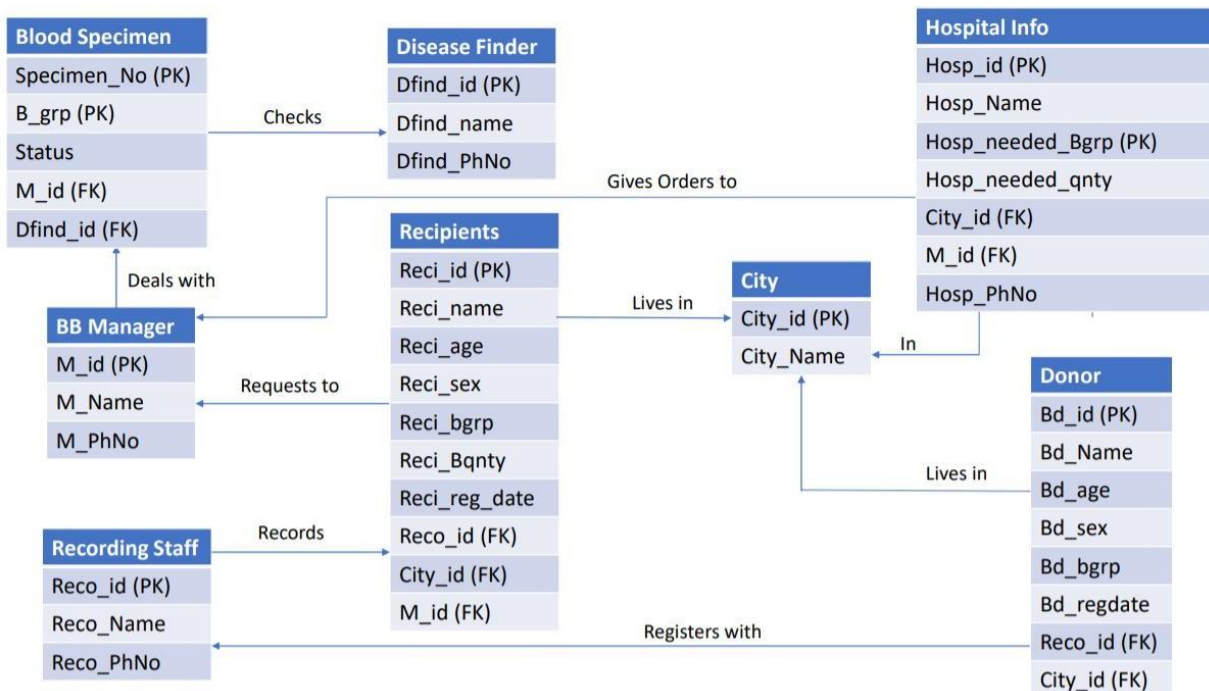 Blood Specimen
Specimen_No (PK)
B_grp (PK)
Status
M_id (FK)
Dfind_id (FK)
Checks
Disease Finder
Dfind_id (PK)
Dfind_name
Dfind_PhNo
Hospital Info
Hosp_id (PK)
Hosp_Name
Hosp_needed_Bgrp (PK)
Hosp_needed_qnty
City_id (FK)
M_id (FK)
Hosp_PhNo
Gives Orders to
Deals with
BB Manager
M_id (PK)
M_Name
M_PhNo
Requests to
Recipients
Reci_id (PK)
Reci_name
Reci_age
Reci_sex
Reci_bgrp
Reci_Bqnty
Reci_reg_date
Reco_id (FK)
City_id (FK)
M_id (FK)
Lives in
City
City_id (PK)
City_Name
In
Donor
Bd_id (PK)
Bd_Name
Bd_age
Bd_sex
Bd_bgrp
Bd_regdate
Reco_id (FK)
City_id (FK)
Lives in
Recording Staff
Reco_id (PK)
Reco_Name
Reco_PhNo
Records
Registers with